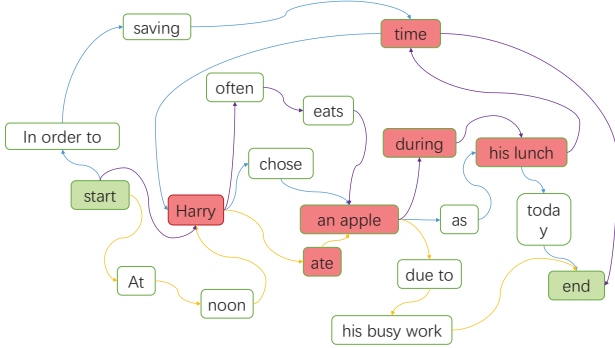 saving
time
often
eats
In order to
during
his lunch
chose
start
Harry
an apple
as
toda
y
ate
At
due to
end
noon
his busy work